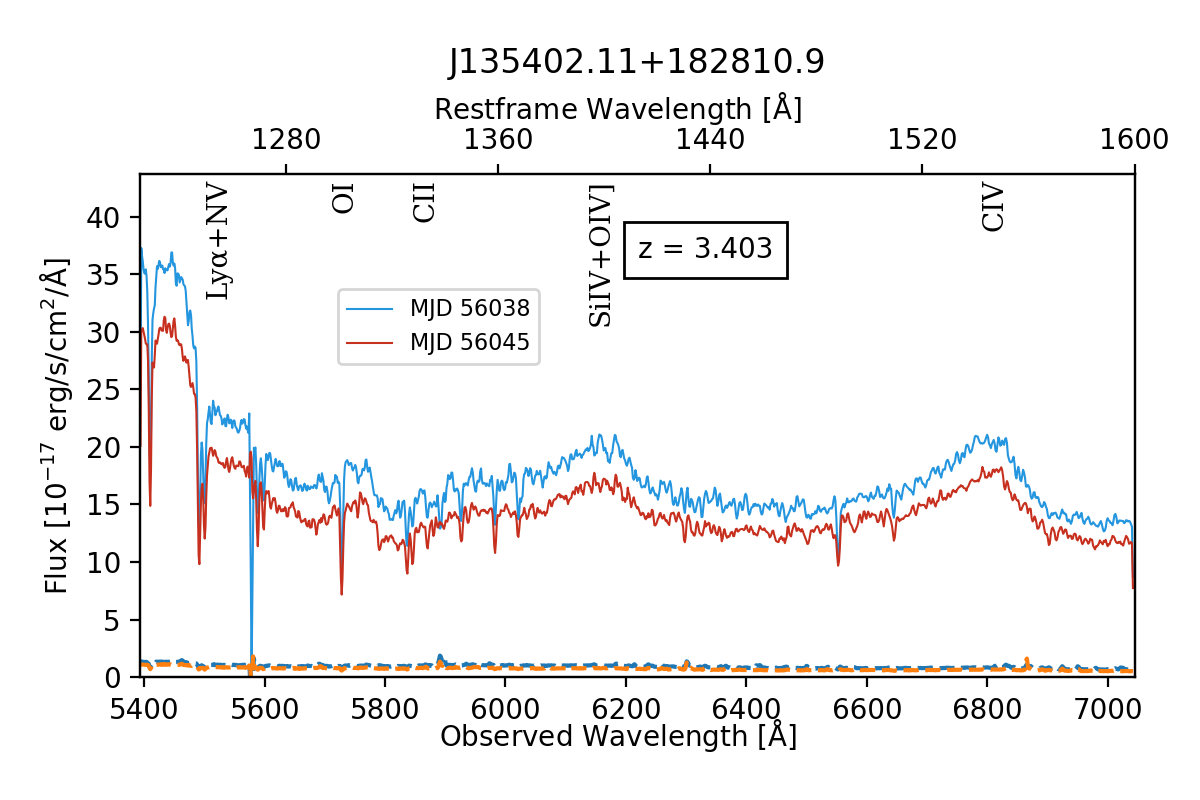 J135402.11+182810.9
Restframe Wavelength [Å]
1280 1360 1440 1520 1600
Lyα+NV
OI
CII
SiIV+OIV]
CIV
z = 3.403
MJD 56038
MJD 56045
Flux [10⁻¹⁷ erg/s/cm²/Å]
40
35
30
25
20
15
10
5
0
5400 5600 5800 6000 6200 6400 6600 6800 7000
Observed Wavelength [Å]